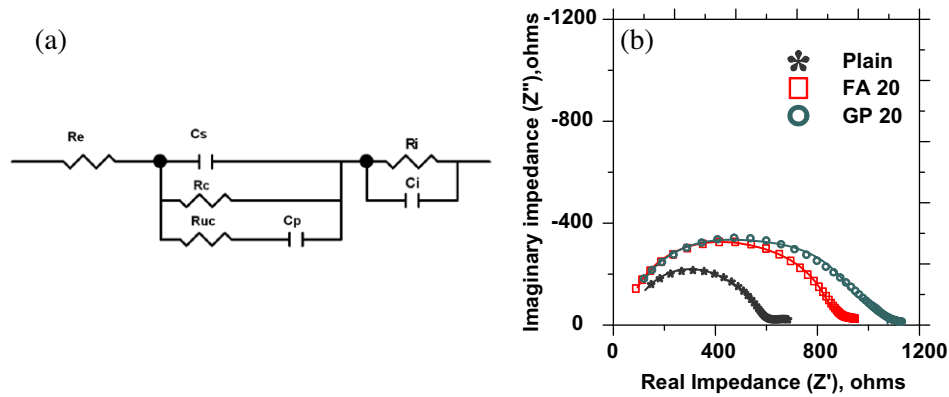 (a)
Re
Cs
Rc
Ruc
Cp
Ri
Ci
(b)
Imaginary impedance (Z"),ohms
-1200
-800
-400
0
Plain
FA 20
GP 20
0
400
800
1200
Real Impedance (Z'), ohms